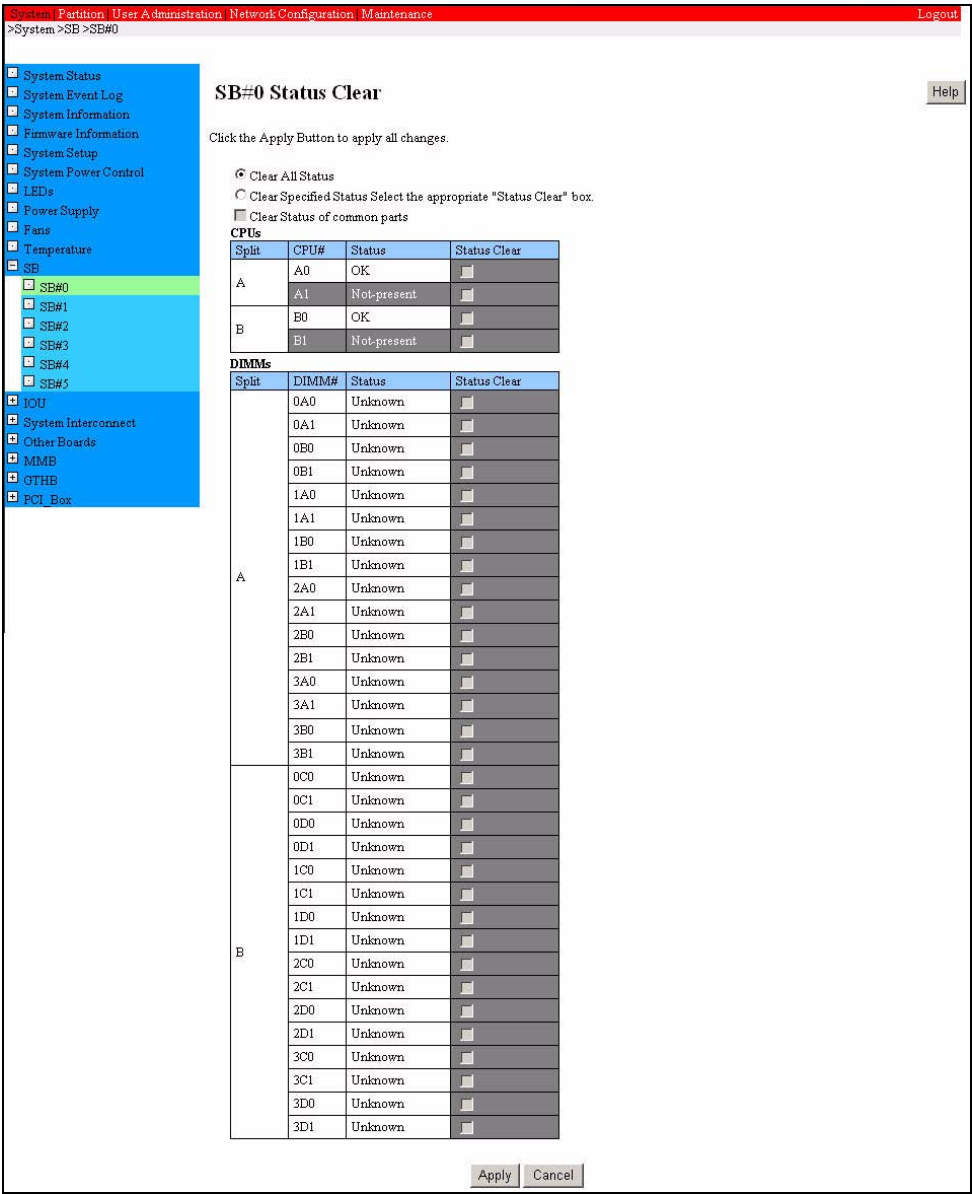 System Partition User Administration Network Configuration Maintenance Logout
>System >SB >SB#0
System Status
System Event Log
System Information
Firmware Information
System Setup
System Power Control
LEDs
Power Supply
Fans
Temperature
SB
SB#0
SB#1
SB#2
SB#3
SB#4
SB#5
IOU
System Interconnect
Other Boards
MMB
GTHB
PCI_Box
SB#0 Status Clear
Help
Click the Apply Button to apply all changes.
Clear All Status
Clear Specified Status Select the appropriate "Status Clear" box.
Clear Status of common parts
CPUs
Split CPU# Status Status Clear
A A0 OK
A1 Not-present
B B0 OK
B1 Not-present
DIMMs
Split DIMM# Status Status Clear
A 0A0 Unknown
0A1 Unknown
0B0 Unknown
0B1 Unknown
1A0 Unknown
1A1 Unknown
1B0 Unknown
1B1 Unknown
2A0 Unknown
2A1 Unknown
2B0 Unknown
2B1 Unknown
3A0 Unknown
3A1 Unknown
3B0 Unknown
3B1 Unknown
B 0C0 Unknown
0C1 Unknown
0D0 Unknown
0D1 Unknown
1C0 Unknown
1C1 Unknown
1D0 Unknown
1D1 Unknown
2C0 Unknown
2C1 Unknown
2D0 Unknown
2D1 Unknown
3C0 Unknown
3C1 Unknown
3D0 Unknown
3D1 Unknown
Apply Cancel